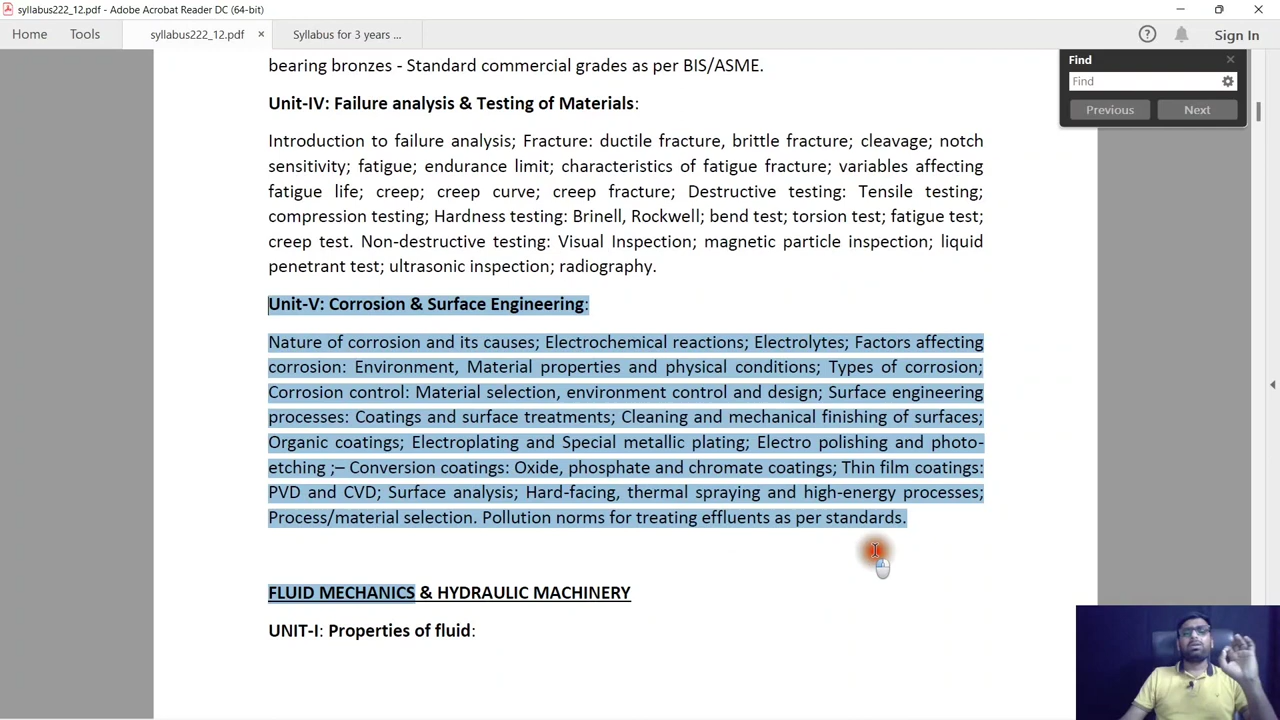 syllabus222_12.pdf - Adobe Acrobat Reader DC (64-bit)
Home Tools syllabus222_12.pdf × Syllabus for 3 years ... Sign In
Find
Find
Previous Next
bearing bronzes - Standard commercial grades as per BIS/ASME.
Unit-IV: Failure analysis & Testing of Materials:
Introduction to failure analysis; Fracture: ductile fracture, brittle fracture; cleavage; notch
sensitivity; fatigue; endurance limit; characteristics of fatigue fracture; variables affecting
fatigue life; creep; creep curve; creep fracture; Destructive testing: Tensile testing;
compression testing; Hardness testing: Brinell, Rockwell; bend test; torsion test; fatigue test;
creep test. Non-destructive testing: Visual Inspection; magnetic particle inspection; liquid
penetrant test; ultrasonic inspection; radiography.
Unit-V: Corrosion & Surface Engineering:
Nature of corrosion and its causes; Electrochemical reactions; Electrolytes; Factors affecting
corrosion: Environment, Material properties and physical conditions; Types of corrosion;
Corrosion control: Material selection, environment control and design; Surface engineering
processes: Coatings and surface treatments; Cleaning and mechanical finishing of surfaces;
Organic coatings; Electroplating and Special metallic plating; Electro polishing and photo-
etching ;– Conversion coatings: Oxide, phosphate and chromate coatings; Thin film coatings:
PVD and CVD; Surface analysis; Hard-facing, thermal spraying and high-energy processes;
Process/material selection. Pollution norms for treating effluents as per standards.
FLUID MECHANICS & HYDRAULIC MACHINERY
UNIT-I: Properties of fluid: